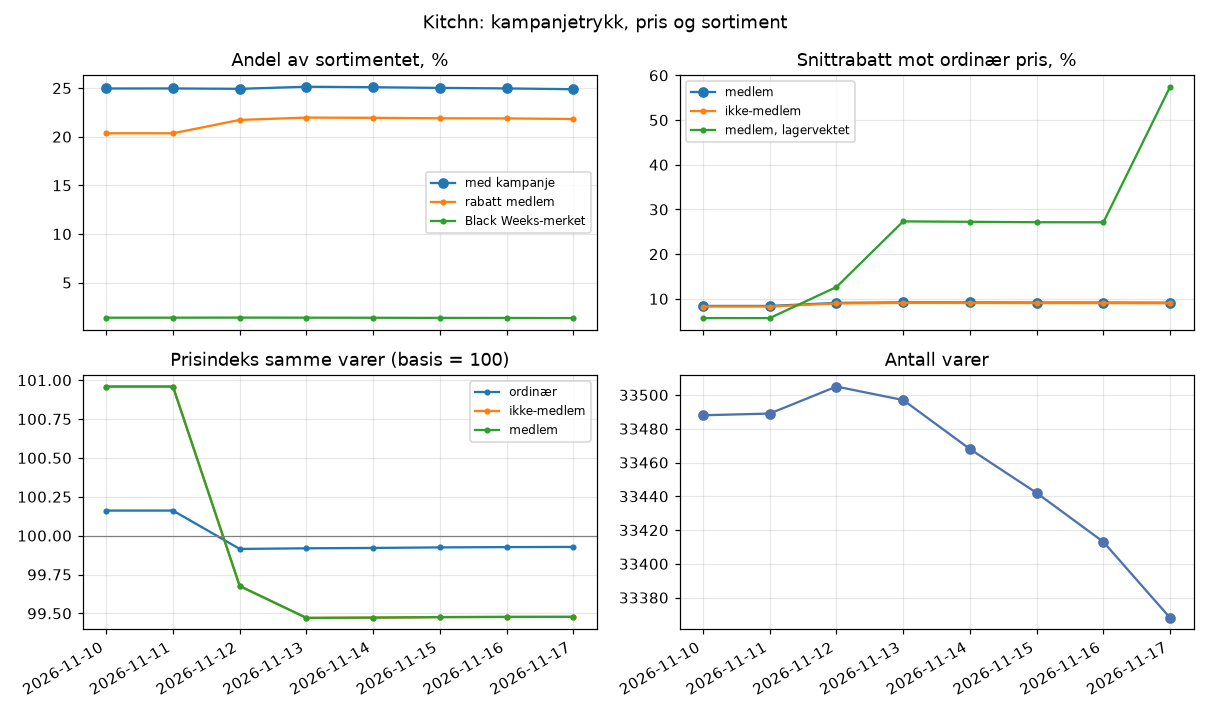 Kitchn: kampanjetrykk, pris og sortiment
Andel av sortimentet, %
25
20
15
10
5
med kampanje
rabatt medlem
Black Weeks-merket
Snittrabatt mot ordinær pris, %
60
50
40
30
20
10
medlem
ikke-medlem
medlem, lagervektet
Prisindeks samme varer (basis = 100)
101.00
100.75
100.50
100.25
100.00
99.75
99.50
ordinær
ikke-medlem
medlem
2026-11-10
2026-11-11
2026-11-12
2026-11-13
2026-11-14
2026-11-15
2026-11-16
2026-11-17
Antall varer
33500
33480
33460
33440
33420
33400
33380
2026-11-10
2026-11-11
2026-11-12
2026-11-13
2026-11-14
2026-11-15
2026-11-16
2026-11-17